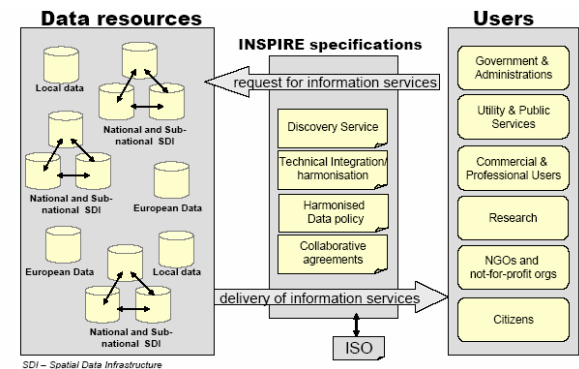 Data resources
Users
INSPIRE specifications
Local data
National and Sub-
national SDI
National and Sub-
national SDI
European Data
European Data
Local data
National and Sub-
national SDI
request for information services
Discovery Service
Technical Integration/
harmonisation
Harmonised
Data policy
Collaborative
agreements
delivery of information services
ISO
Government &
Administrations
Utility & Public
Services
Commercial &
Professional Users
Research
NGOs and
not-for-profit orgs
Citizens
SDI – Spatial Data Infrastructure